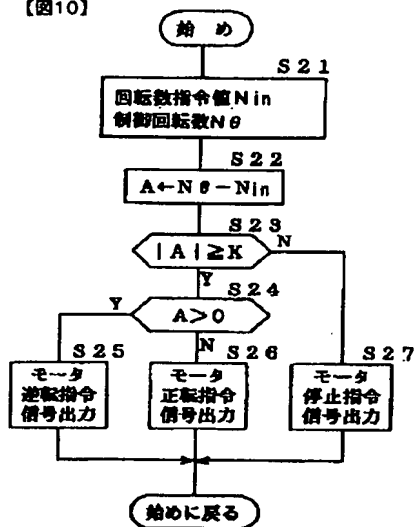 【図10】
始め
S21
回転数指令値Nin
制御回転数Nθ
S22
A←Nθ-Nin
S23
|A|≧K
N
Y
S24
A>0
Y
N
S25
モータ
逆転指令
信号出力
S26
モータ
正転指令
信号出力
S27
モータ
停止指令
信号出力
始めに戻る